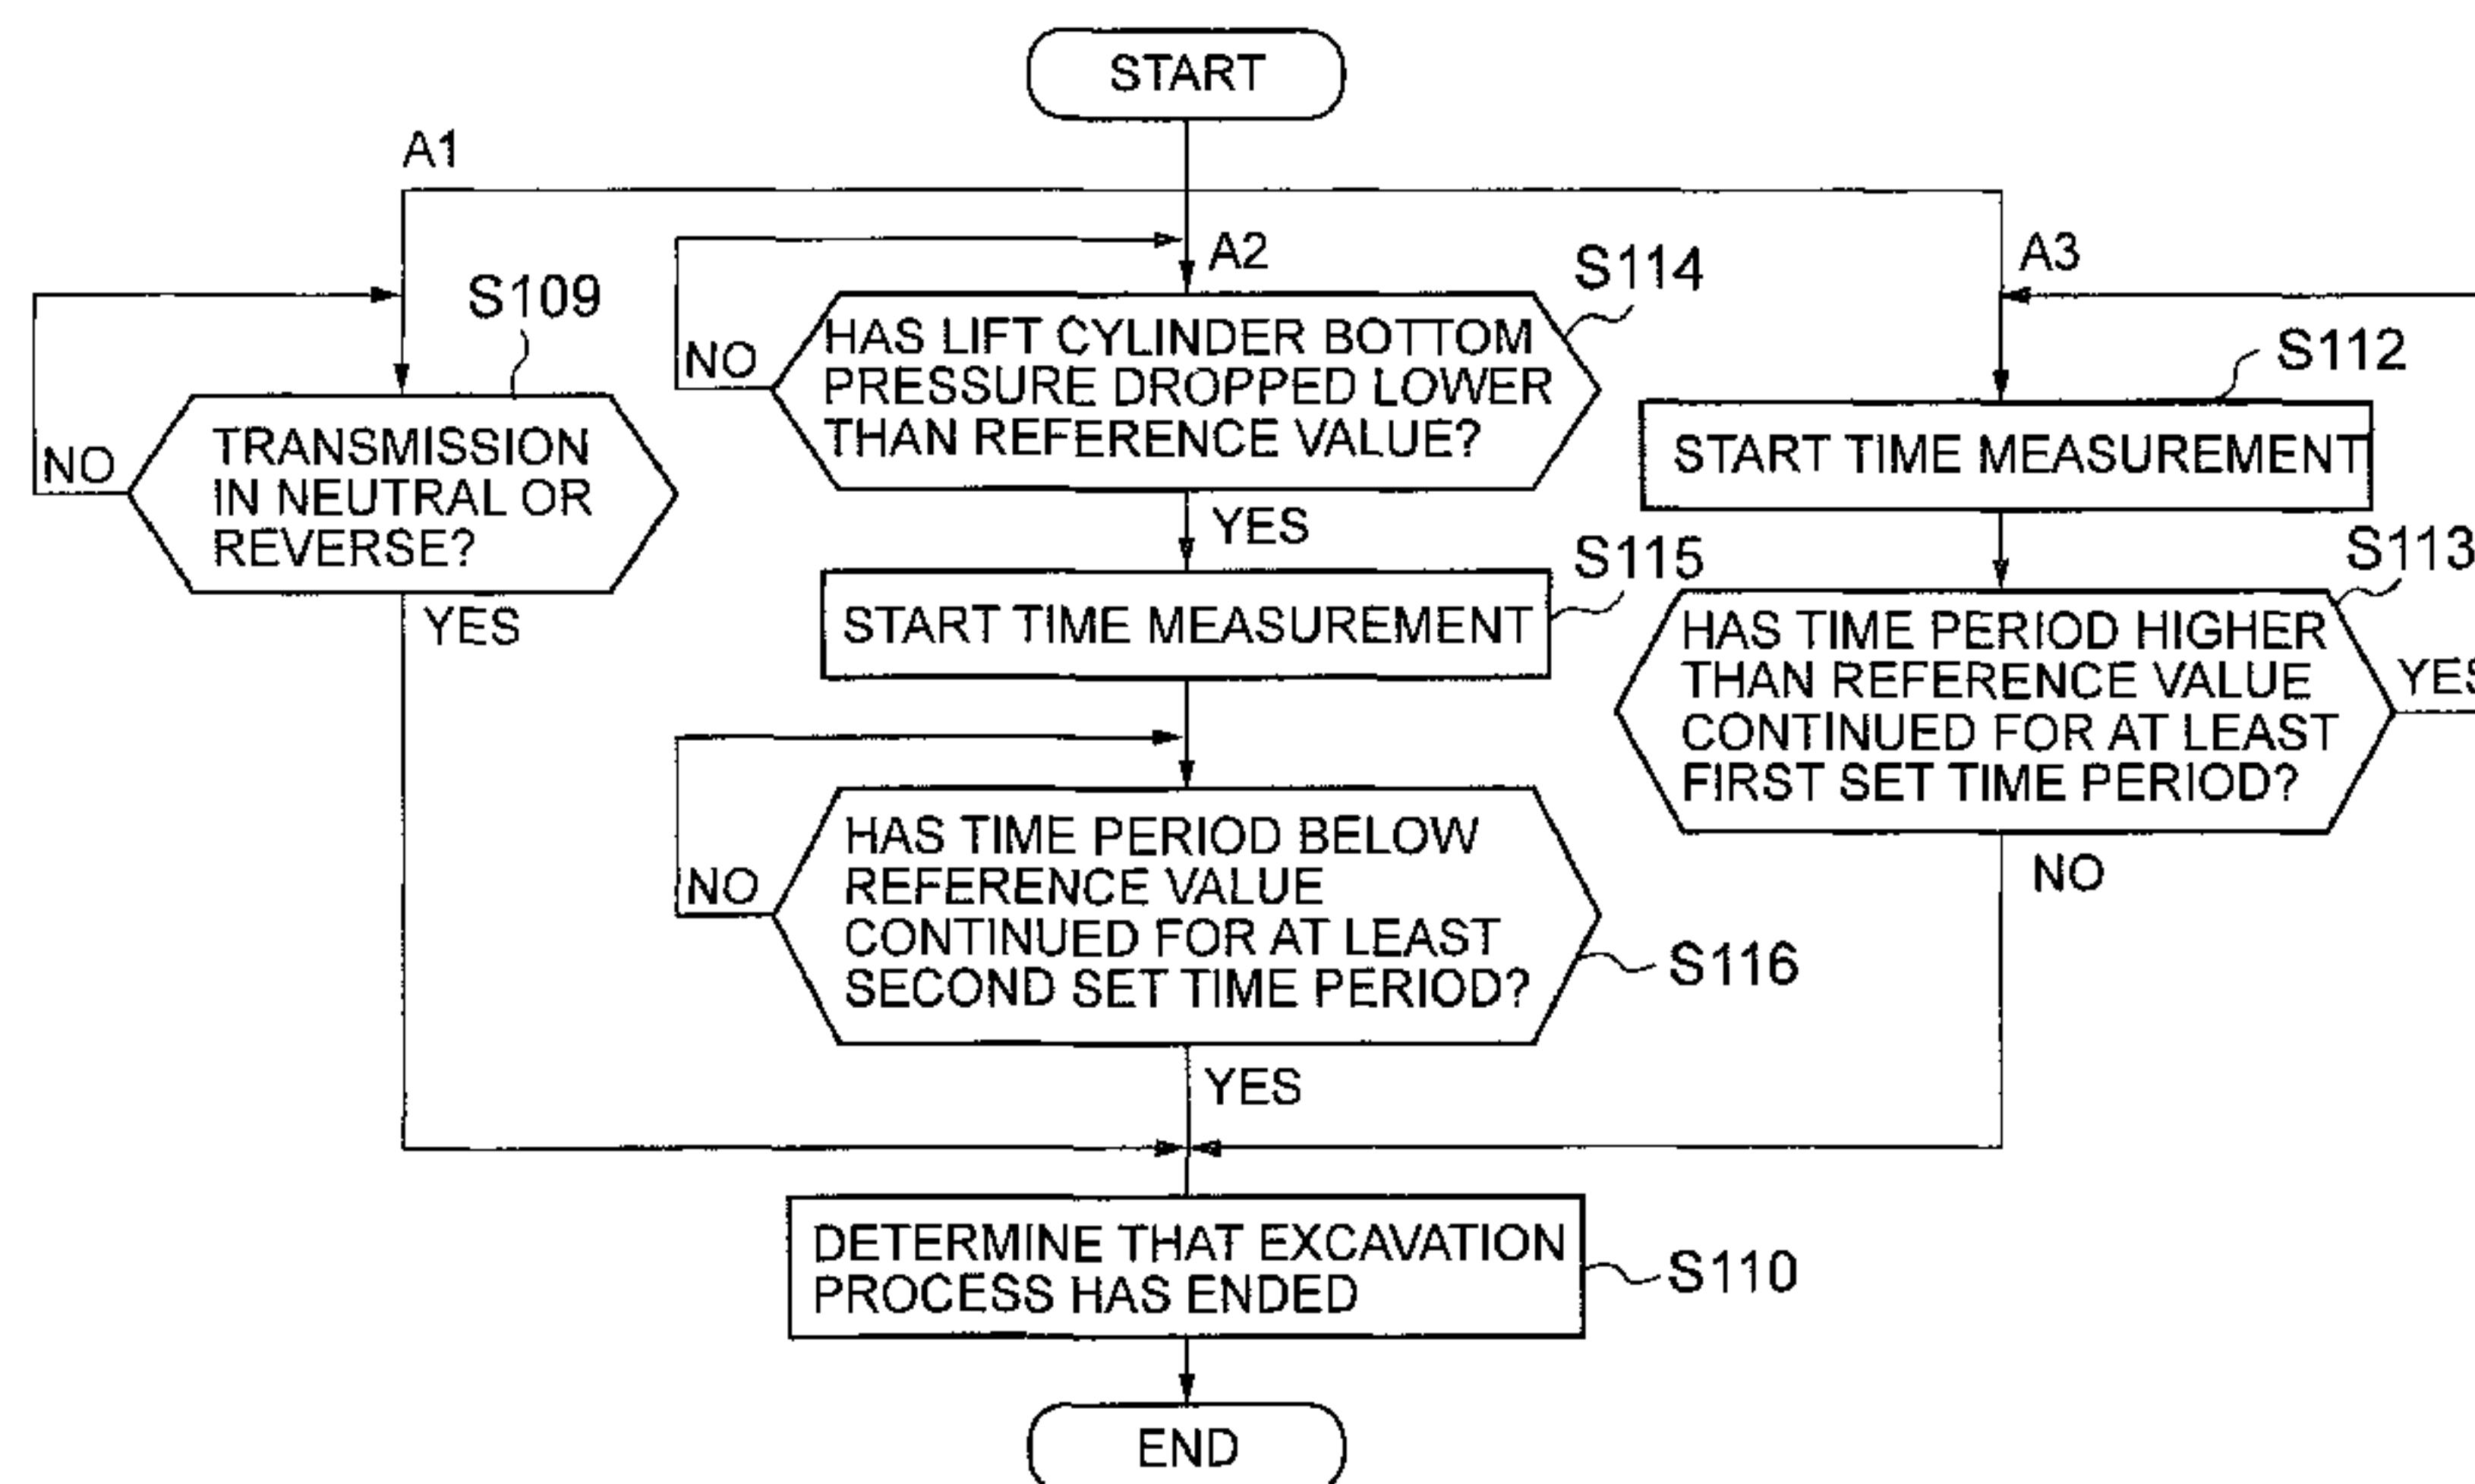 START
A1
A2
A3
S109
NO
TRANSMISSION
IN NEUTRAL OR
REVERSE?
YES
S114
NO
HAS LIFT CYLINDER BOTTOM
PRESSURE DROPPED LOWER
THAN REFERENCE VALUE?
YES
S115
START TIME MEASUREMENT
NO
HAS TIME PERIOD BELOW
REFERENCE VALUE
CONTINUED FOR AT LEAST
SECOND SET TIME PERIOD?
S116
YES
S112
START TIME MEASUREMENT
S113
HAS TIME PERIOD HIGHER
THAN REFERENCE VALUE
CONTINUED FOR AT LEAST
FIRST SET TIME PERIOD?
YES
NO
DETERMINE THAT EXCAVATION
PROCESS HAS ENDED
S110
END